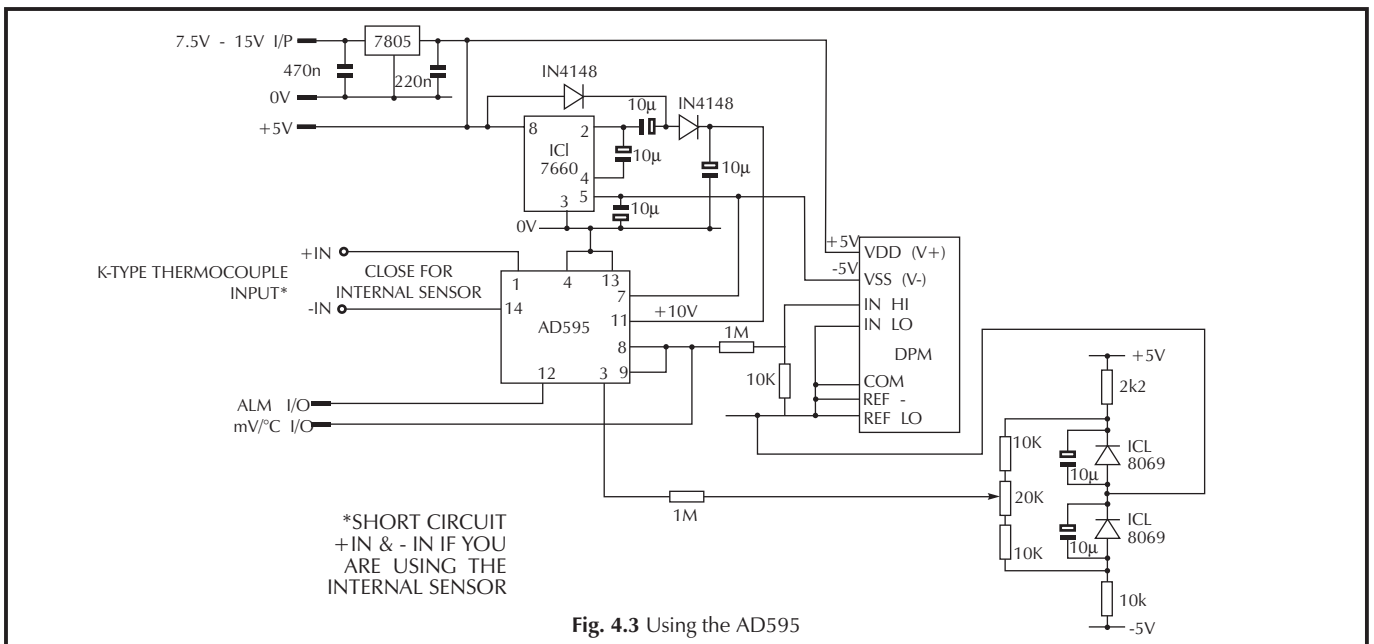 7.5V - 15V I/P
7805
470n
220n
0V
+5V
IN4148
10µ
IN4148
8
2
ICl
7660
10µ
4
10µ
5
3
10µ
0V
+IN
K-TYPE THERMOCOUPLE
INPUT*
CLOSE FOR
INTERNAL SENSOR
-IN
1
4
13
14
7
11
+10V
AD595
8
9
12
3
1M
10K
+5V
VDD (V+)
-5V
VSS (V-)
IN HI
IN LO
DPM
COM
REF -
REF LO
ALM I/O
mV/°C I/O
+5V
2k2
10K
ICL
8069
10µ
20K
1M
10K
10µ
ICL
8069
10k
-5V
*SHORT CIRCUIT
+IN & - IN IF YOU
ARE USING THE
INTERNAL SENSOR
Fig. 4.3 Using the AD595